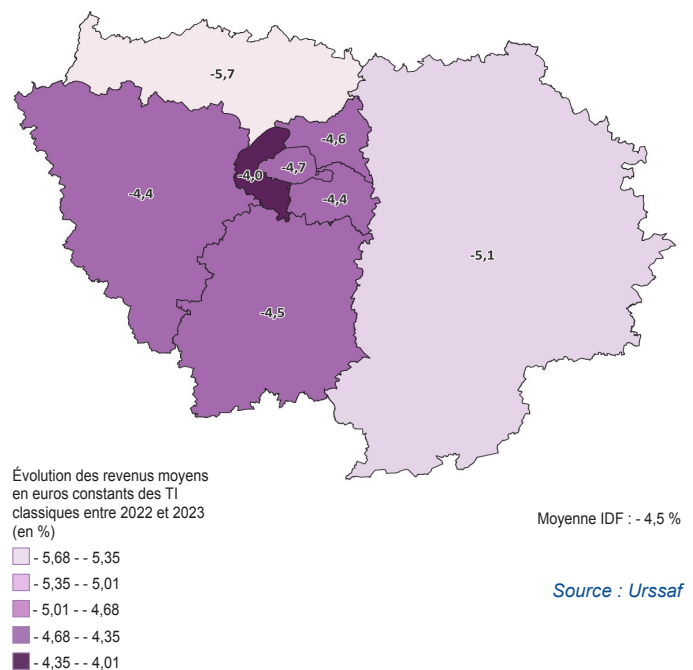 -5,7
-4,6
-4,7
-4,0
-4,4
-4,4
-5,1
-4,5
Évolution des revenus moyens
en euros constants des TI
classiques entre 2022 et 2023
(en %)
- 5,68 - - 5,35
- 5,35 - - 5,01
- 5,01 - - 4,68
- 4,68 - - 4,35
- 4,35 - - 4,01
Moyenne IDF : - 4,5 %
Source : Urssaf